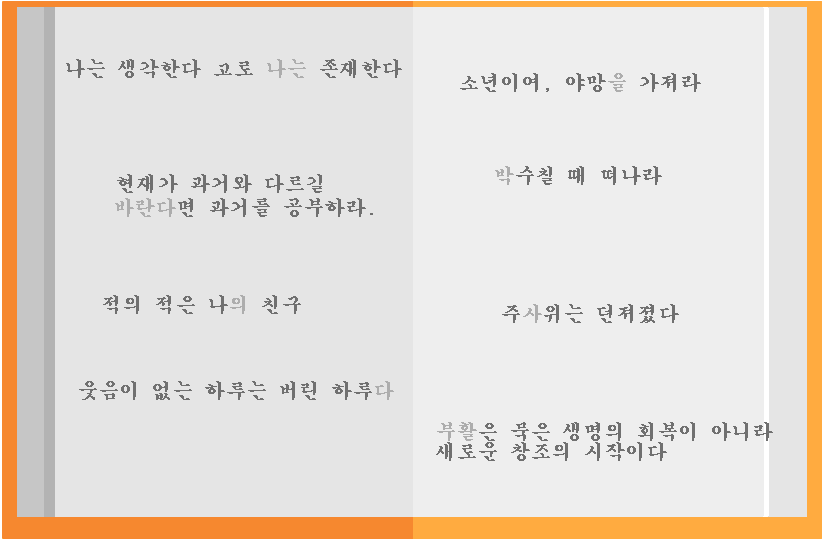 나는 생각한다 고로 나는 존재한다
현재가 과거와 다르길
바란다면 과거를 공부하라.
적의 적은 나의 친구
웃음이 없는 하루는 버린 하루다
소년이여, 야망을 가져라
박수칠 때 떠나라
주사위는 던져졌다
부활은 묵은 생명의 회복이 아니라
새로운 창조의 시작이다